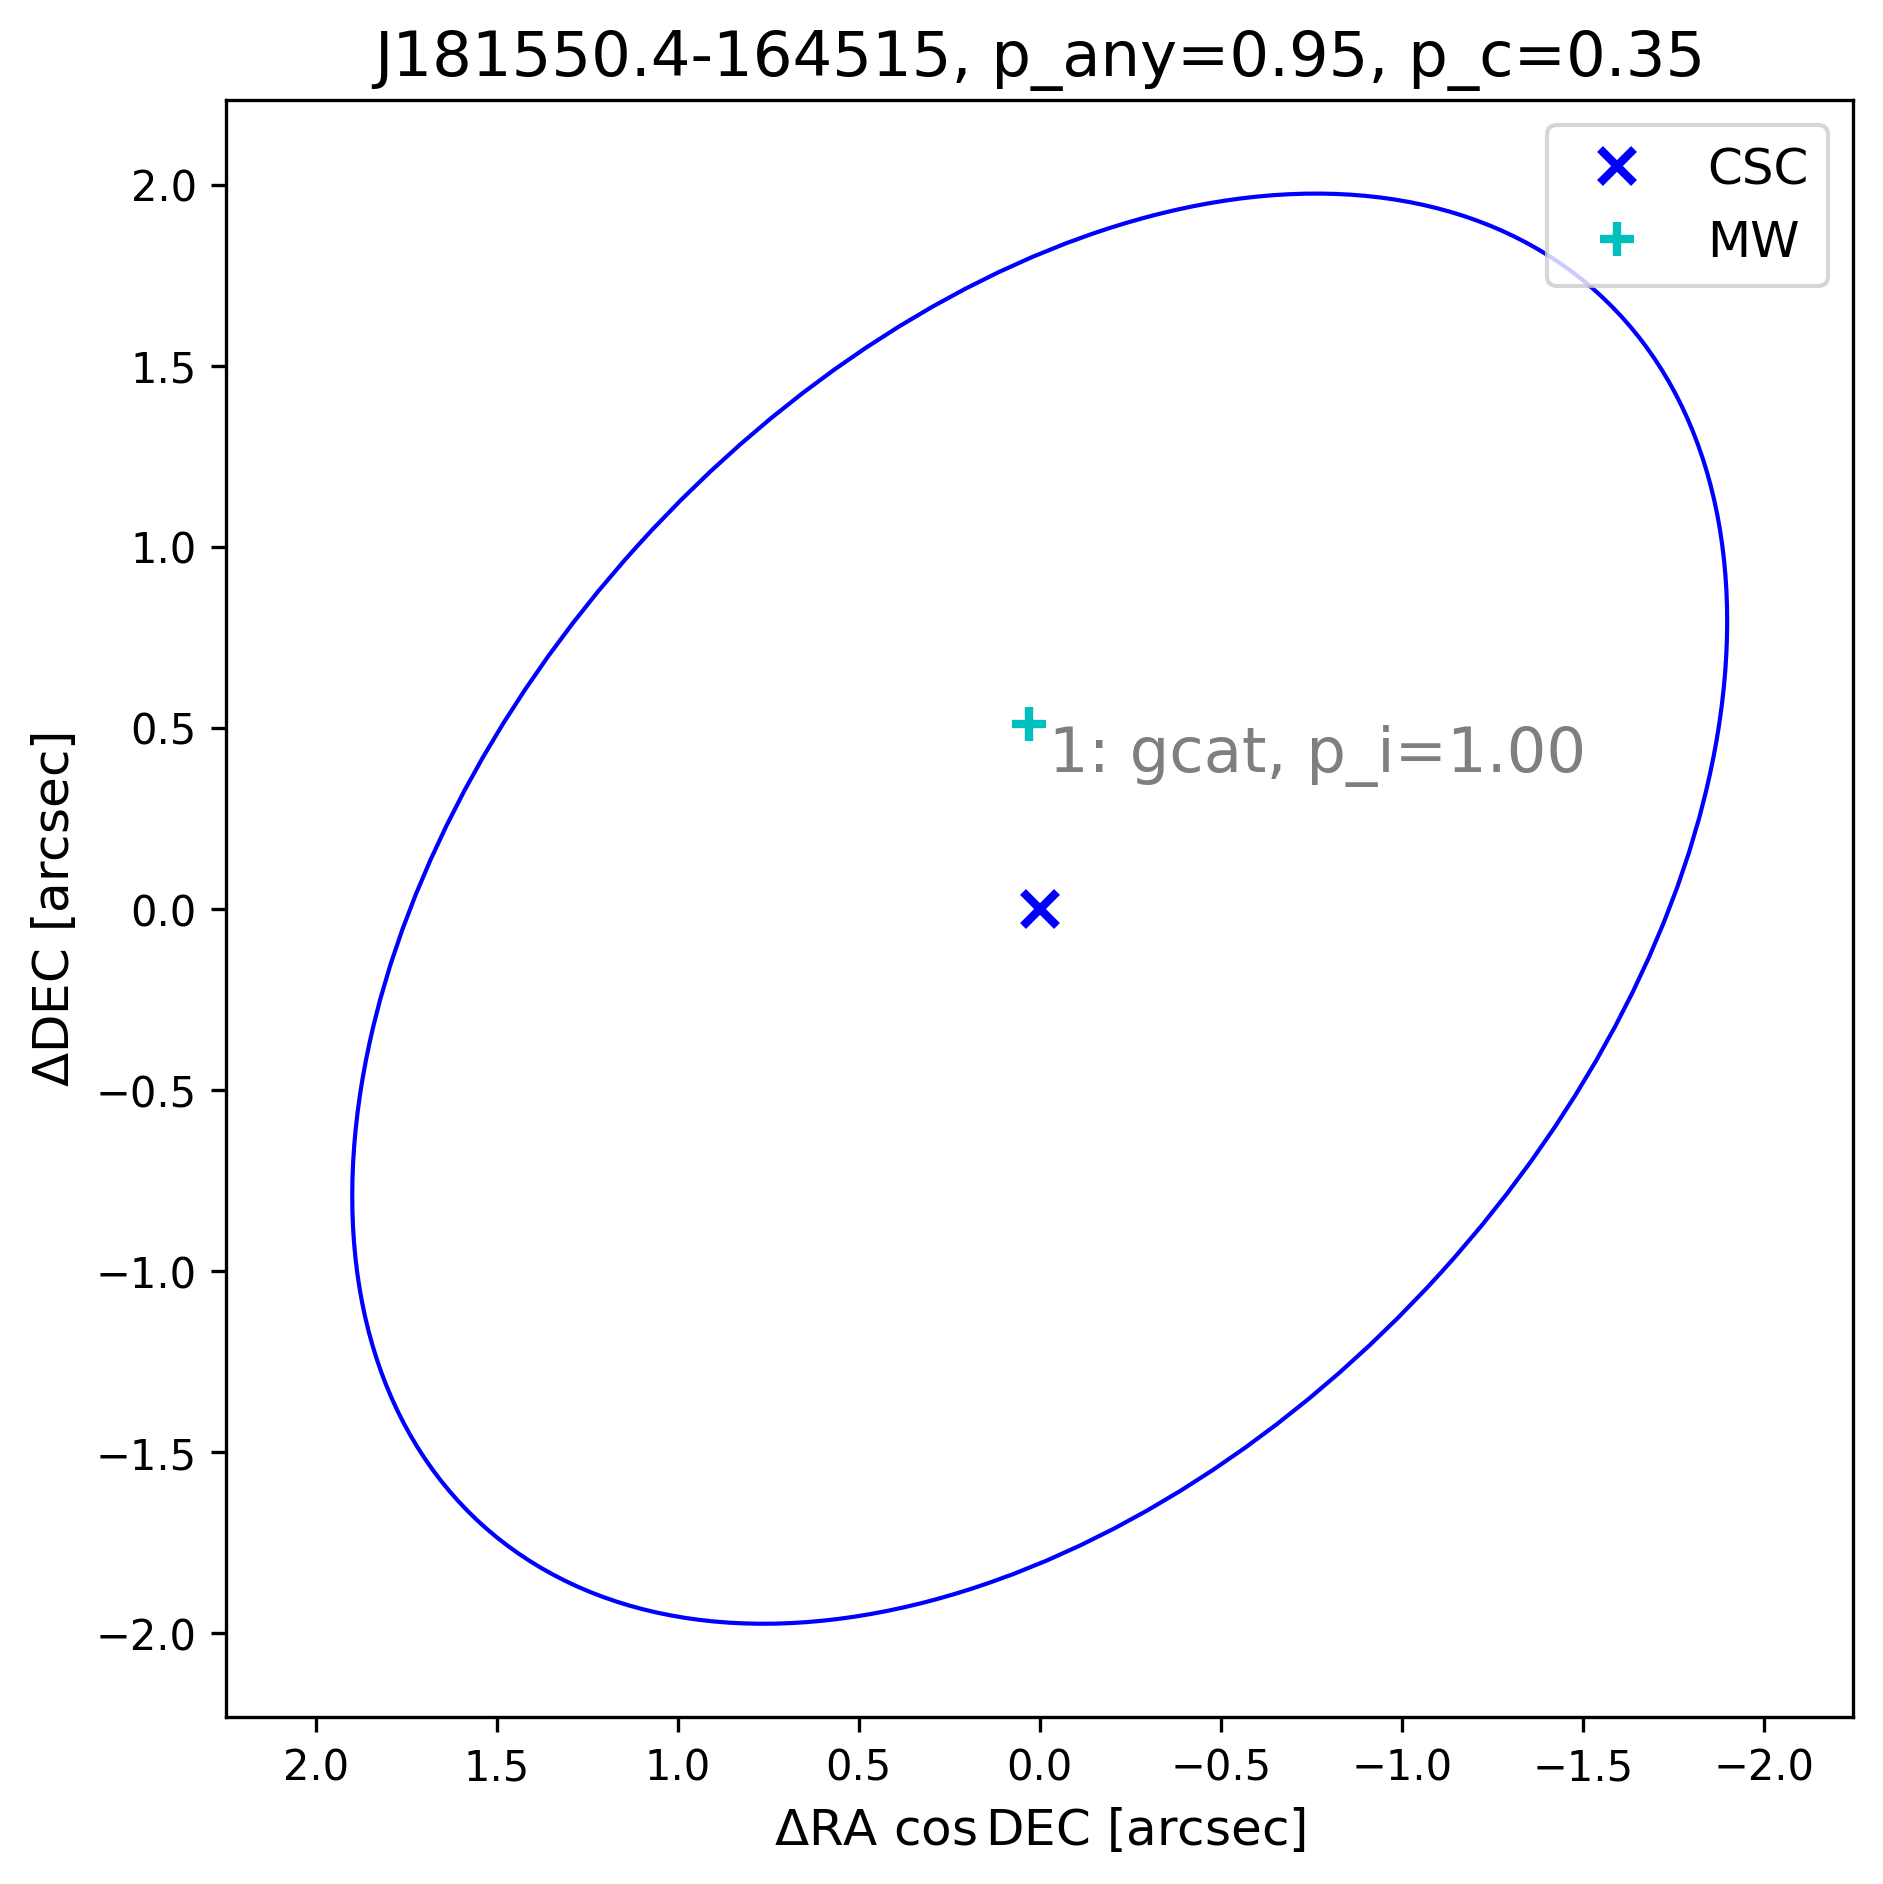 J181550.4-164515, p_any=0.95, p_c=0.35
CSC
MW
2.0
1.5
1.0
0.5
0.0
−0.5
−1.0
−1.5
−2.0
ΔDEC [arcsec]
1: gcat, p_i=1.00
2.0 1.5 1.0 0.5 0.0 −0.5 −1.0 −1.5 −2.0
ΔRA cos DEC [arcsec]